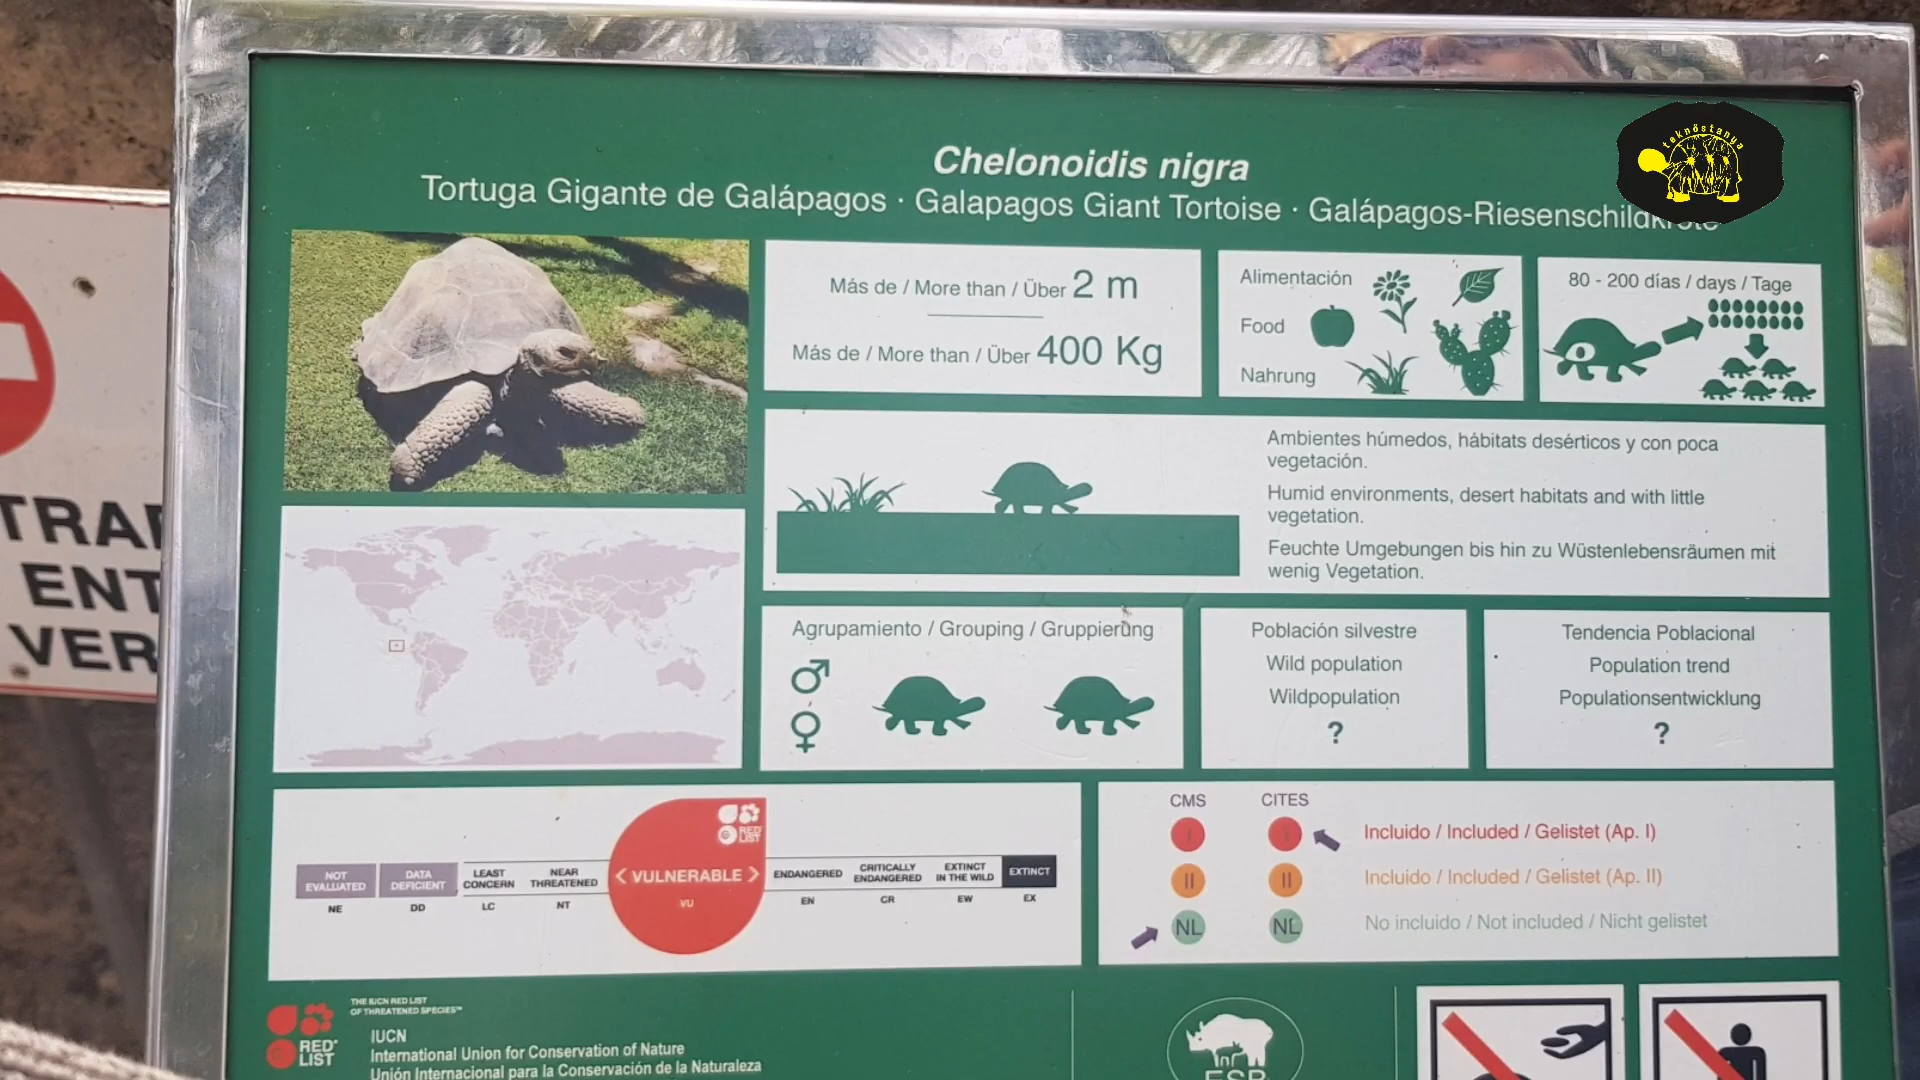 Chelonoidis nigra
Tortuga Gigante de Galápagos · Galapagos Giant Tortoise · Galápagos-Riesenschildkröte
teknőstanya
Más de / More than / Über 2 m
Más de / More than / Über 400 Kg
Alimentación
Food
Nahrung
80 - 200 días / days / Tage
Ambientes húmedos, hábitats desérticos y con poca
vegetación.
Humid environments, desert habitats and with little
vegetation.
Feuchte Umgebungen bis hin zu Wüstenlebensräumen mit
wenig Vegetation.
Agrupamiento / Grouping / Gruppierung
Población silvestre
Wild population
Wildpopulation
?
Tendencia Poblacional
Population trend
Populationsentwicklung
?
RED LIST
NOT EVALUATED
NE
DATA DEFICIENT
DD
LEAST CONCERN
LC
NEAR THREATENED
NT
< VULNERABLE >
VU
ENDANGERED
EN
CRITICALLY ENDANGERED
CR
EXTINCT IN THE WILD
EW
EXTINCT
EX
CMS CITES
I I Incluido / Included / Gelistet (Ap. I)
II II Incluido / Included / Gelistet (Ap. II)
NL NL No incluido / Not included / Nicht gelistet
THE IUCN RED LIST
OF THREATENED SPECIES™
RED LIST
IUCN
International Union for Conservation of Nature
Unión Internacional para la Conservación de la Naturaleza
ENT
VER